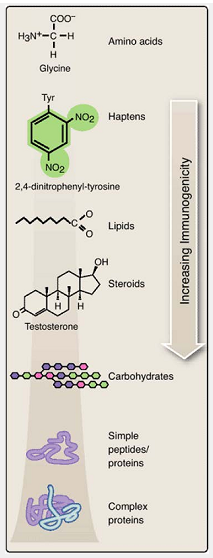 COO⁻
H₃N⁺ C H
H
Amino acids
Glycine
Tyr
NO₂
Haptens
NO₂
2,4-dinitrophenyl-tyrosine
O
C
O
Lipids
OH
Steroids
H
H H
O
Testosterone
Carbohydrates
Simple
peptides/
proteins
Complex
proteins
Increasing Immunogenicity